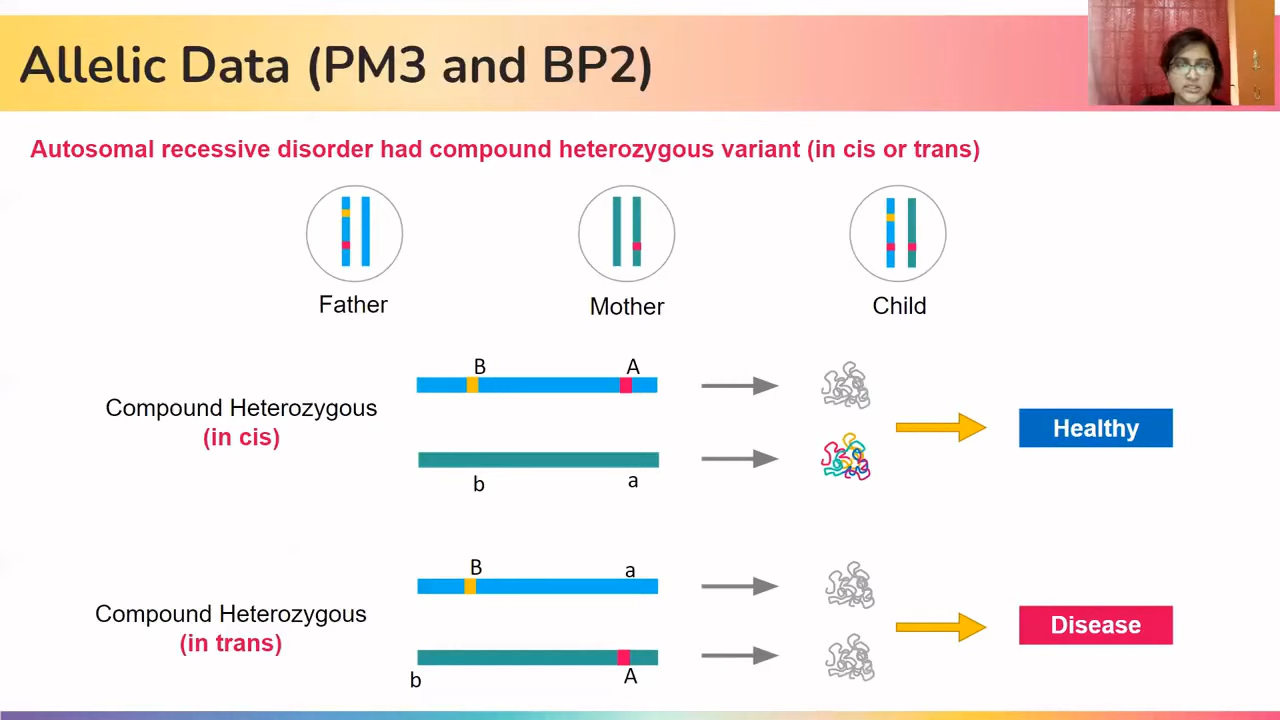 Allelic Data (PM3 and BP2)
Autosomal recessive disorder had compound heterozygous variant (in cis or trans)
Father
Mother
Child
B
A
Compound Heterozygous
(in cis)
Healthy
b
a
B
a
Compound Heterozygous
(in trans)
Disease
b
A